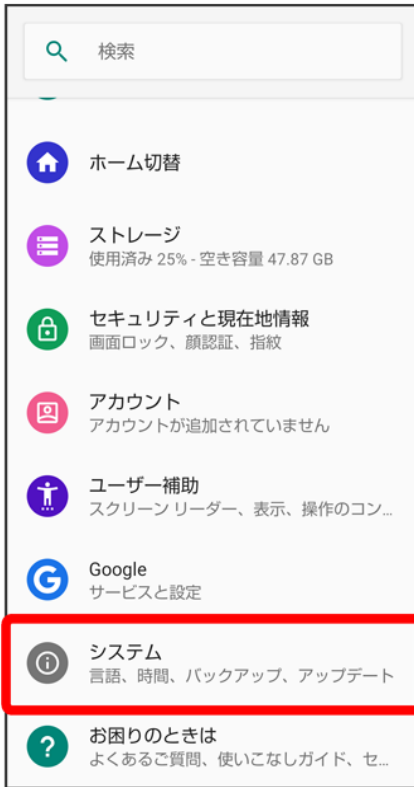 検索
ホーム切替
ストレージ
使用済み 25% - 空き容量 47.87 GB
セキュリティと現在地情報
画面ロック、顔認証、指紋
アカウント
アカウントが追加されていません
ユーザー補助
スクリーン リーダー、表示、操作のコン...
Google
サービスと設定
システム
言語、時間、バックアップ、アップデート
お困りのときは
よくあるご質問、使いこなしガイド、セ...